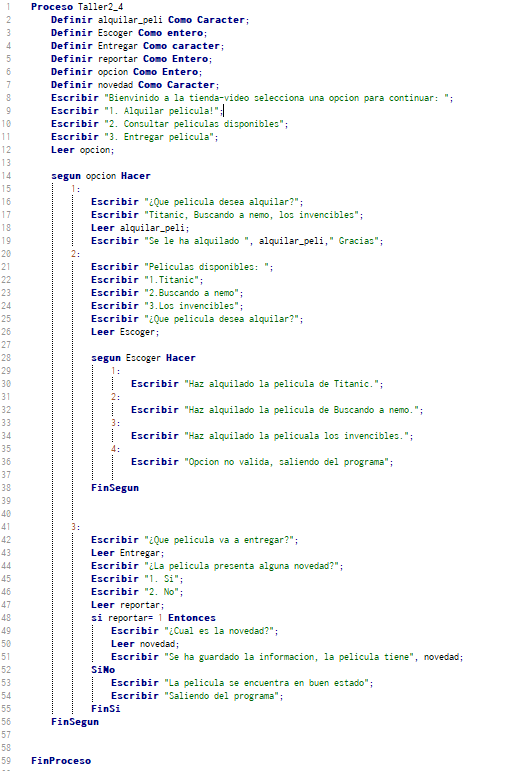 1 Proceso Taller2_4
2 Definir alquilar_peli Como Caracter;
3 Definir Escoger Como entero;
4 Definir Entregar Como caracter;
5 Definir reportar Como Entero;
6 Definir opcion Como Entero;
7 Definir novedad Como Caracter;
8 Escribir "Bienvinido a la tienda-video selecciona una opcion para continuar: ";
9 Escribir "1. Alquilar pelicula!";
10 Escribir "2. Consultar peliculas disponibles";
11 Escribir "3. Entregar pelicula";
12 Leer opcion;
13
14 segun opcion Hacer
15 1:
16 Escribir "¿Que pelicula desea alquilar?";
17 Escribir "Titanic, Buscando a nemo, los invencibles";
18 Leer alquilar_peli;
19 Escribir "Se le ha alquilado ", alquilar_peli," Gracias";
20 2:
21 Escribir "Peliculas disponibles: ";
22 Escribir "1.Titanic";
23 Escribir "2.Buscando a nemo";
24 Escribir "3.Los invencibles";
25 Escribir "¿Que pelicula desea alquilar?";
26 Leer Escoger;
27
28 segun Escoger Hacer
29 1:
30 Escribir "Haz alquilado la pelicula de Titanic.";
31 2:
32 Escribir "Haz alquilado la pelicula de Buscando a nemo.";
33 3:
34 Escribir "Haz alquilado la pelicuala los invencibles.";
35 4:
36 Escribir "Opcion no valida, saliendo del programa";
37
38 FinSegun
39
40
41 3:
42 Escribir "¿Que pelicula va a entregar?";
43 Leer Entregar;
44 Escribir "¿La pelicula presenta alguna novedad?";
45 Escribir "1. Si";
46 Escribir "2. No";
47 Leer reportar;
48 si reportar= 1 Entonces
49 Escribir "¿Cual es la novedad?";
50 Leer novedad;
51 Escribir "Se ha guardado la informacion, la pelicula tiene", novedad;
52 SiNo
53 Escribir "La pelicula se encuentra en buen estado";
54 Escribir "Saliendo del programa";
55 FinSi
56 FinSegun
57
58
59 FinProceso